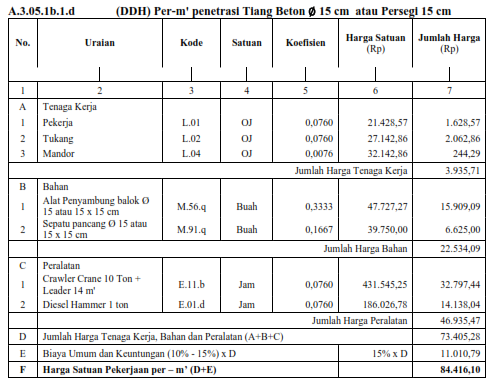 A.3.05.1b.1.d (DDH) Per-m' penetrasi Tiang Beton Ø 15 cm atau Persegi 15 cm
No. Uraian Kode Satuan Koefisien Harga Satuan (Rp) Jumlah Harga (Rp)
1 2 3 4 5 6 7
A Tenaga Kerja
1 Pekerja L.01 OJ 0,0760 21.428,57 1.628,57
2 Tukang L.02 OJ 0,0760 27.142,86 2.062,86
3 Mandor L.04 OJ 0,0076 32.142,86 244,29
Jumlah Harga Tenaga Kerja 3.935,71
B Bahan
1 Alat Penyambung balok Ø 15 atau 15 x 15 cm M.56.q Buah 0,3333 47.727,27 15.909,09
2 Sepatu pancang Ø 15 atau 15 x 15 cm M.91.q Buah 0,1667 39.750,00 6.625,00
Jumlah Harga Bahan 22.534,09
C Peralatan
1 Crawler Crane 10 Ton + Leader 14 m' E.11.b Jam 0,0760 431.545,25 32.797,44
2 Diesel Hammer 1 ton E.01.d Jam 0,0760 186.026,78 14.138,04
Jumlah Harga Peralatan 46.935,47
D Jumlah Harga Tenaga Kerja, Bahan dan Peralatan (A+B+C) 73.405,28
E Biaya Umum dan Keuntungan (10% - 15%) x D 15% x D 11.010,79
F Harga Satuan Pekerjaan per – m' (D+E) 84.416,10